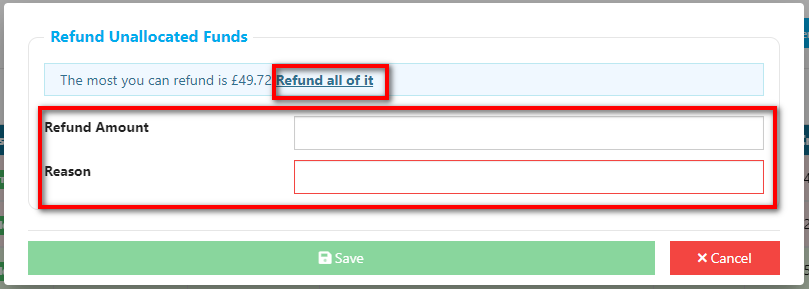 Refund Unallocated Funds
The most you can refund is £49.72 Refund all of it
Refund Amount
Reason
Save
Cancel